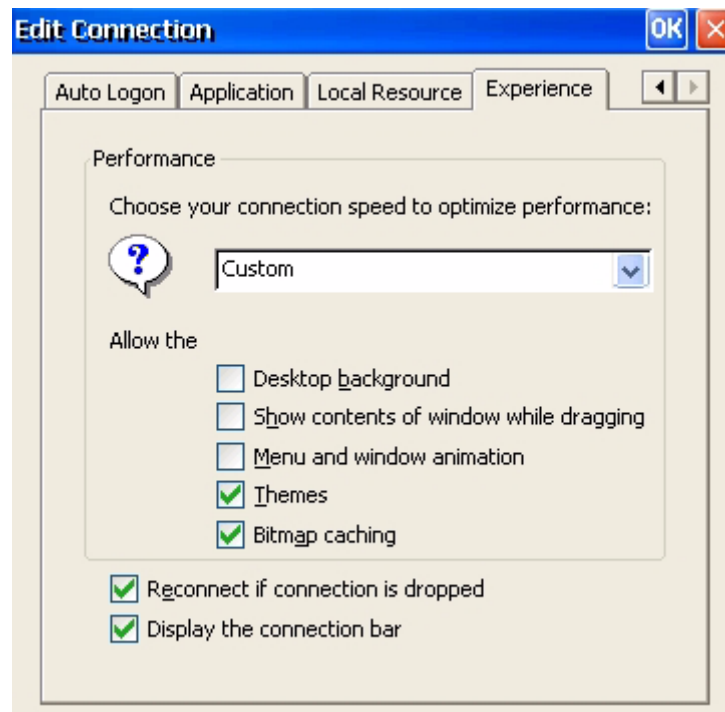 Edit Connection OK
Auto Logon Application Local Resource Experience
Performance
Choose your connection speed to optimize performance:
?
Custom
Allow the
Desktop background
Show contents of window while dragging
Menu and window animation
Themes
Bitmap caching
Reconnect if connection is dropped
Display the connection bar